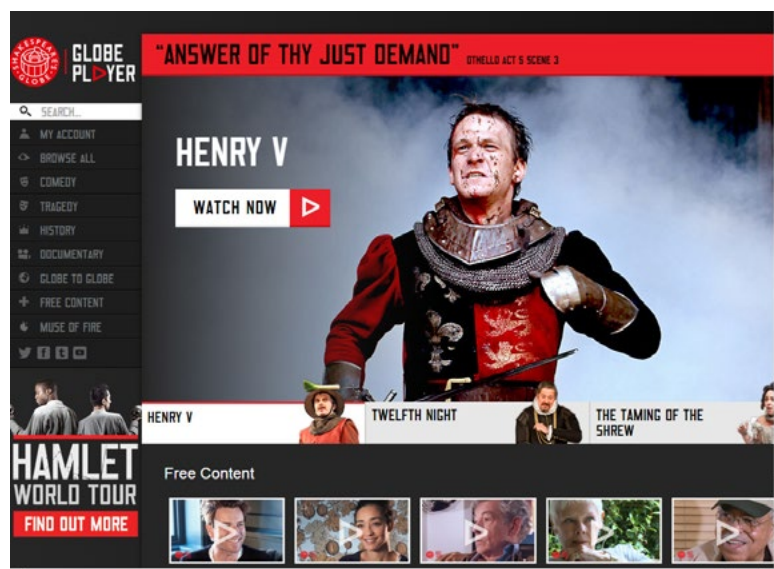 SHAKESPEARE'S GLOBE
GLOBE
PLAYER
"ANSWER OF THY JUST DEMAND" OTHELLO ACT 5 SCENE 3
SEARCH...
MY ACCOUNT
BROWSE ALL
COMEDY
TRAGEDY
HISTORY
DOCUMENTARY
GLOBE TO GLOBE
FREE CONTENT
MUSE OF FIRE
HENRY V
WATCH NOW
HENRY V
TWELFTH NIGHT
THE TAMING OF THE
SHREW
HAMLET
WORLD TOUR
FIND OUT MORE
Free Content